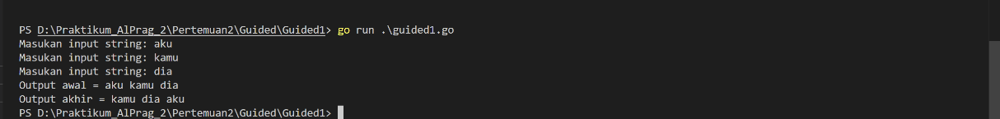 PS D:\Praktikum_AlPrag_2\Pertemuan2\Guided\Guided1> go run .\guided1.go
Masukan input string: aku
Masukan input string: kamu
Masukan input string: dia
Output awal = aku kamu dia
Output akhir = kamu dia aku
PS D:\Praktikum_AlPrag_2\Pertemuan2\Guided\Guided1>